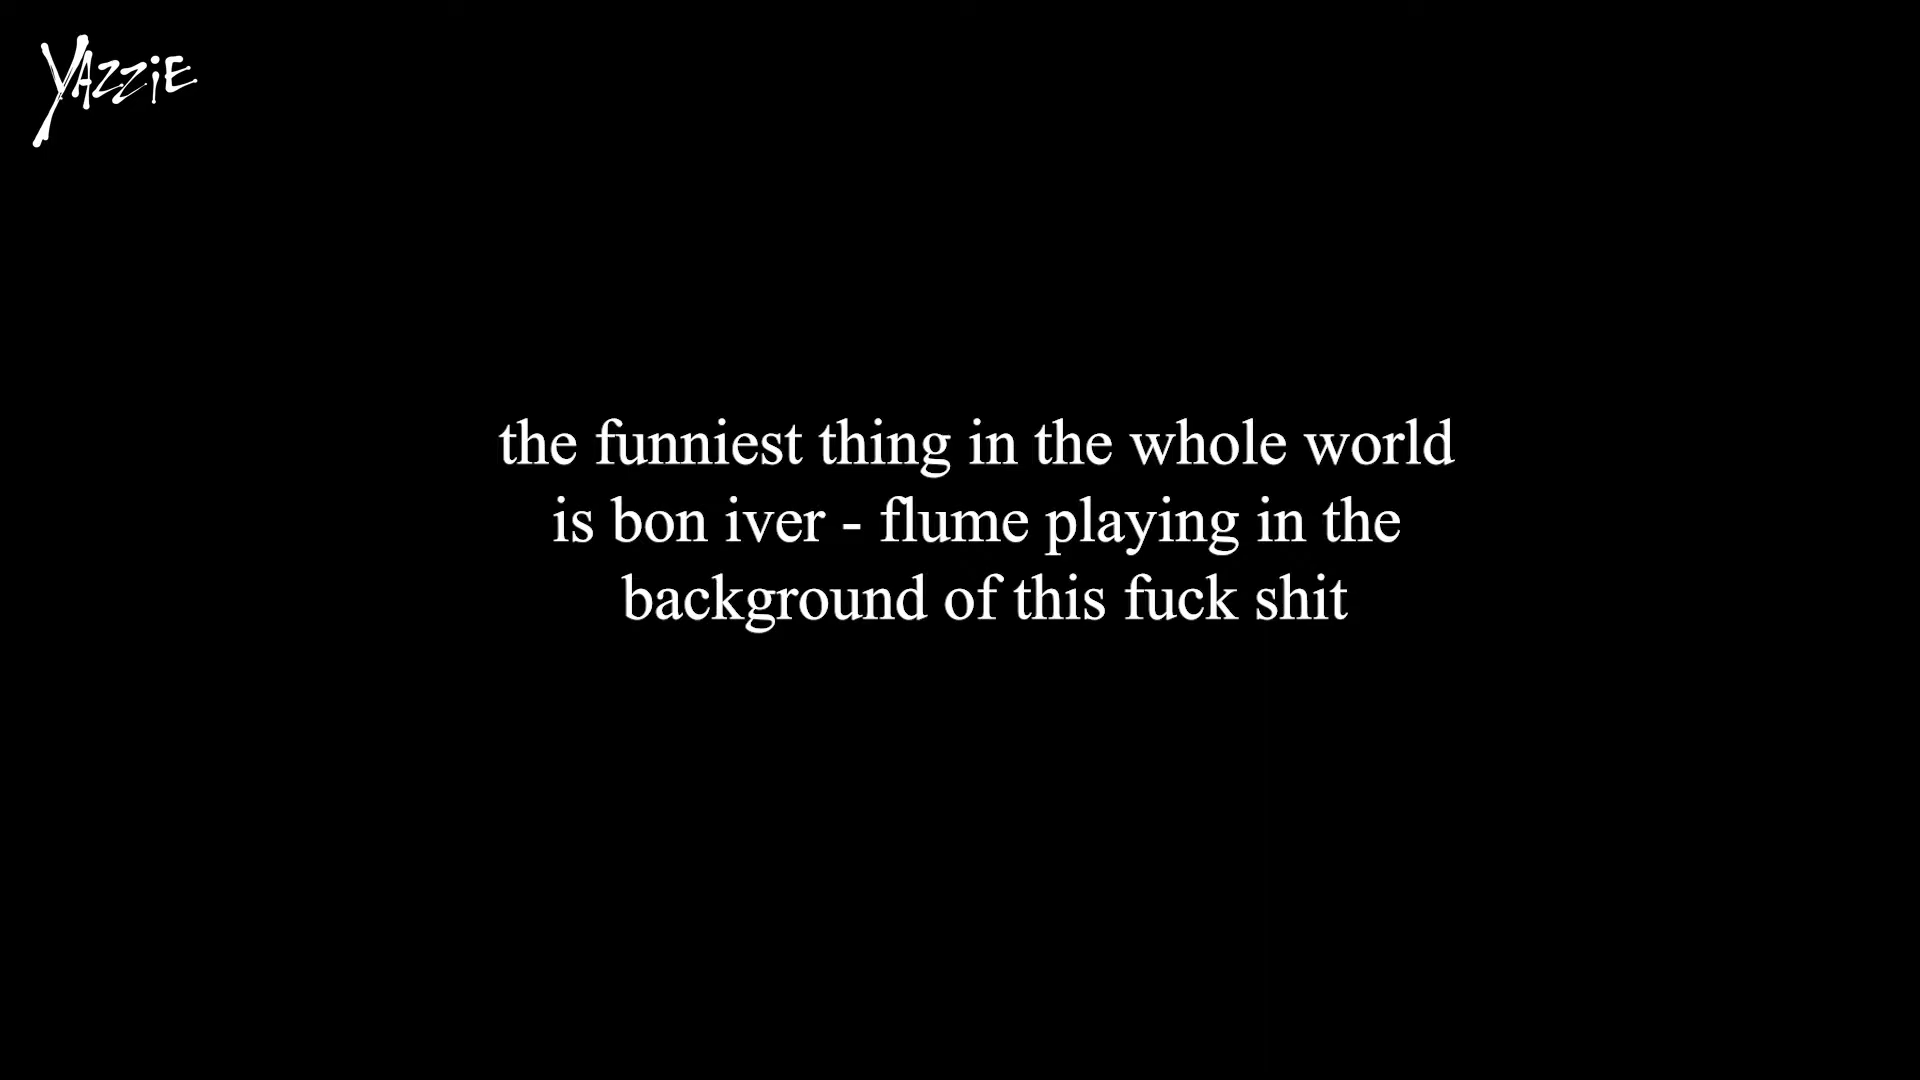 YAZZiE
the funniest thing in the whole world
is bon iver - flume playing in the
background of this fuck shit